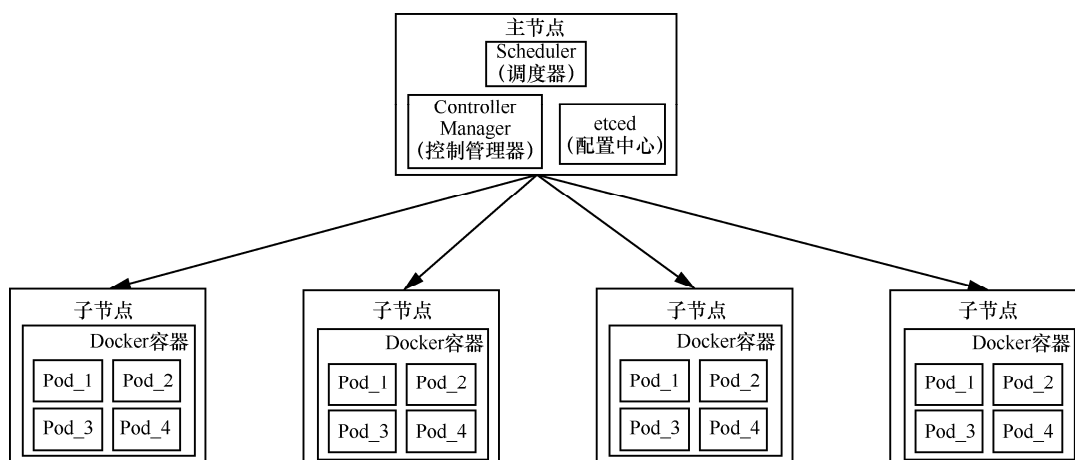 主节点
Scheduler
(调度器)
Controller
Manager
(控制管理器)
etced
(配置中心)
子节点
Docker容器
Pod_1
Pod_2
Pod_3
Pod_4
子节点
Docker容器
Pod_1
Pod_2
Pod_3
Pod_4
子节点
Docker容器
Pod_1
Pod_2
Pod_3
Pod_4
子节点
Docker容器
Pod_1
Pod_2
Pod_3
Pod_4